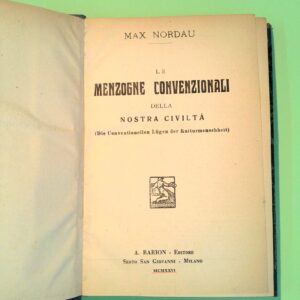 MAX NORDAU
LE
MENZOGNE CONVENZIONALI
DELLA
NOSTRA CIVILTÀ
(Die Conventionellen Lügen der Kulturmenschheit)
A. BARION - EDITORE
SESTO SAN GIOVANNI - MILANO
MCMXXVI